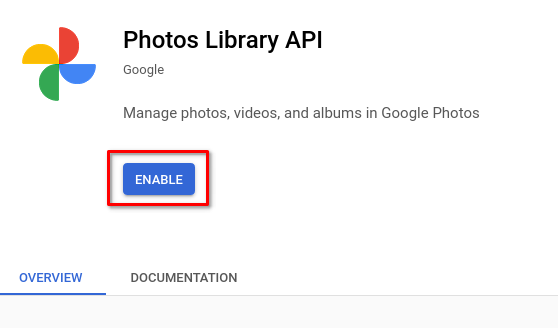 Photos Library API
Google
Manage photos, videos, and albums in Google Photos
ENABLE
OVERVIEW DOCUMENTATION